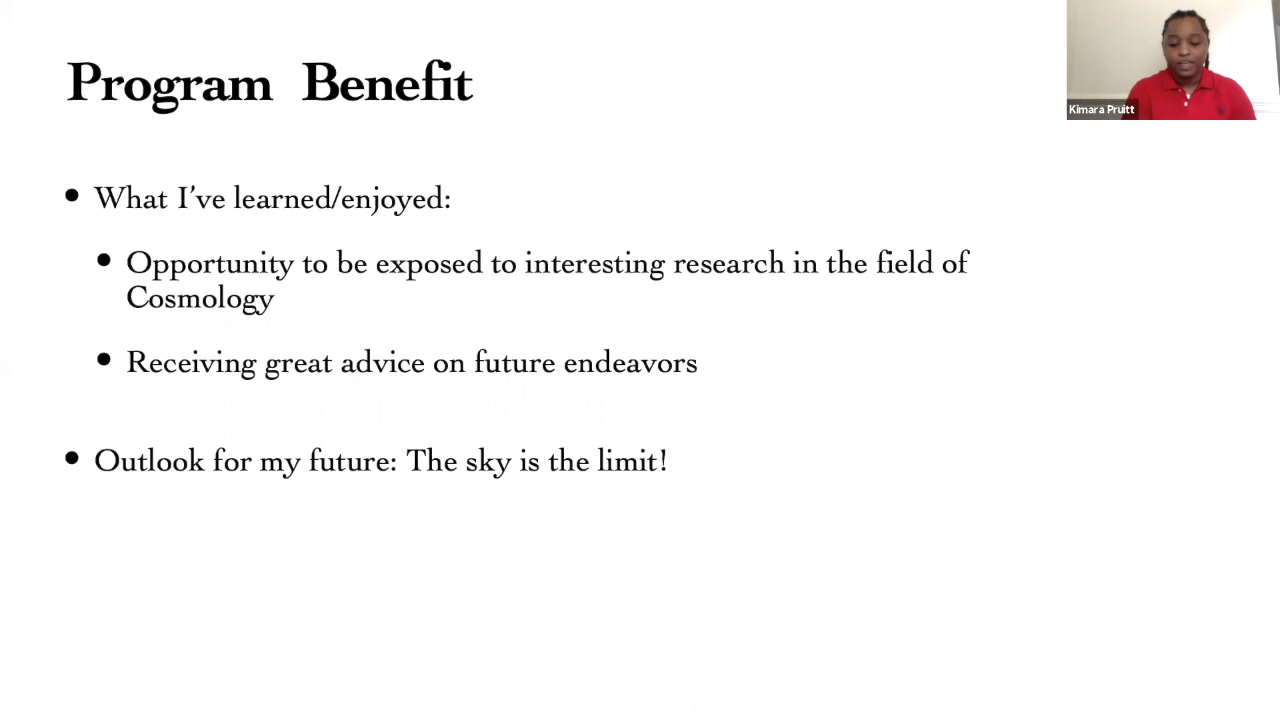 Program Benefit
Kimara Pruitt
• What I've learned/enjoyed:
• Opportunity to be exposed to interesting research in the field of
Cosmology
• Receiving great advice on future endeavors
• Outlook for my future: The sky is the limit!